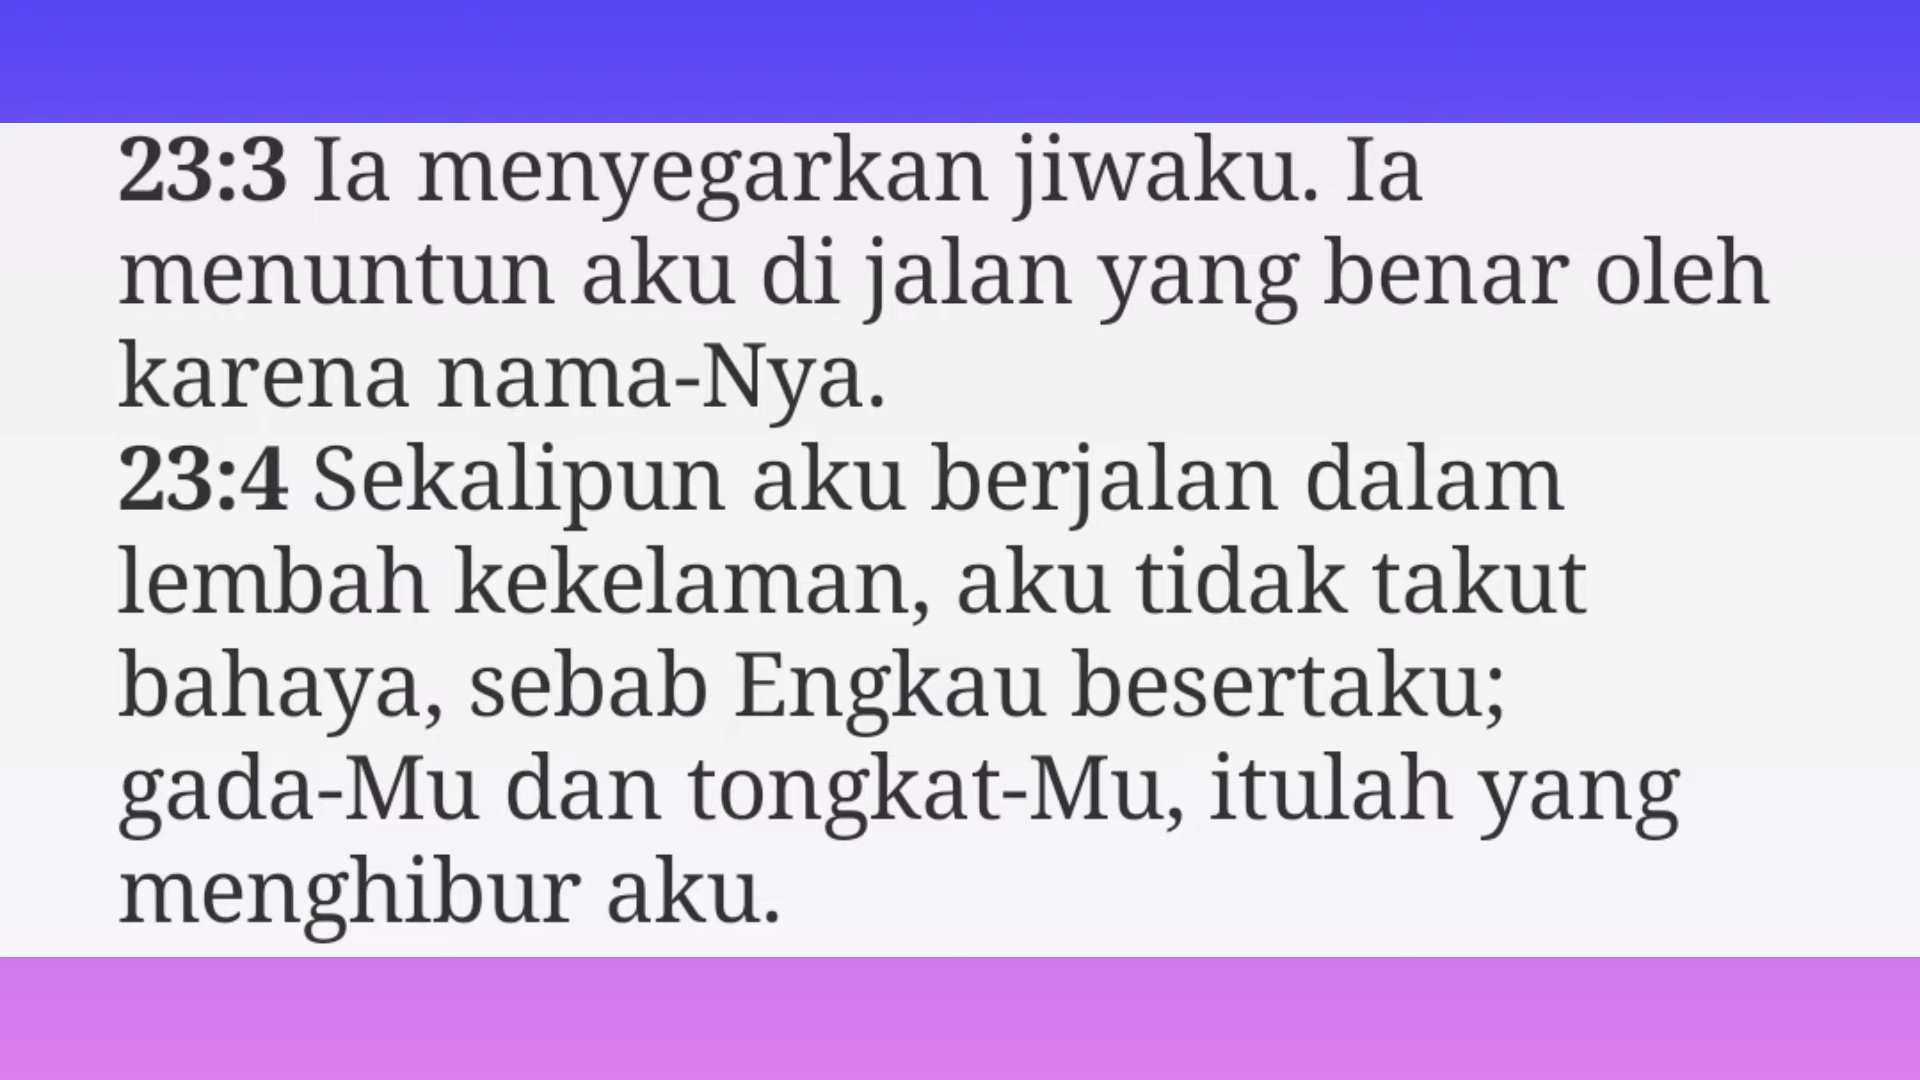 23:3 Ia menyegarkan jiwaku. Ia
menuntun aku di jalan yang benar oleh
karena nama-Nya.
23:4 Sekalipun aku berjalan dalam
lembah kekelaman, aku tidak takut
bahaya, sebab Engkau besertaku;
gada-Mu dan tongkat-Mu, itulah yang
menghibur aku.